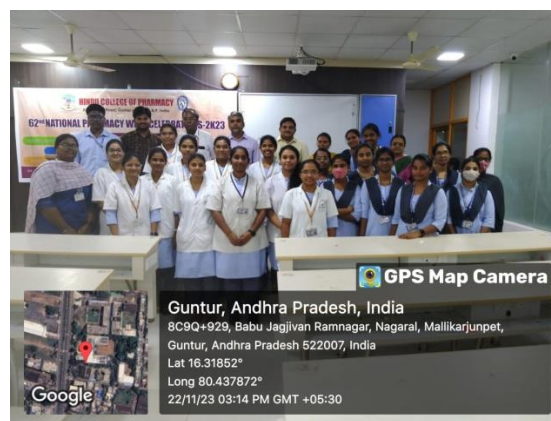 HINDU COLLEGE OF PHARMACY
62nd NATIONAL PHARMACY WEEK CELEBRATIONS-2K23
GPS Map Camera
Guntur, Andhra Pradesh, India
8C9Q+929, Babu Jagjivan Ramnagar, Nagaral, Mallikarjunpet,
Guntur, Andhra Pradesh 522007, India
Lat 16.31852°
Long 80.437872°
22/11/23 03:14 PM GMT +05:30
Google